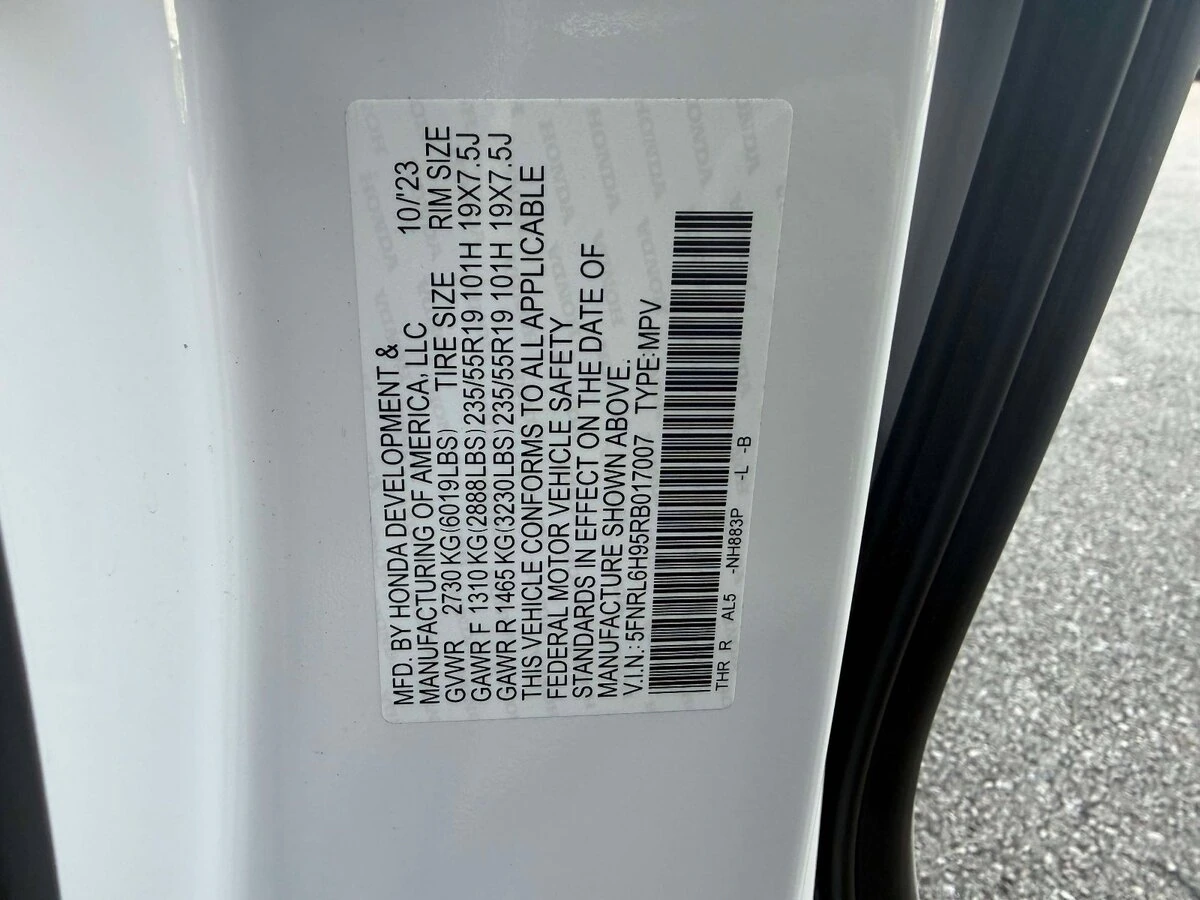 MFD. BY HONDA DEVELOPMENT &
MANUFACTURING OF AMERICA, LLC 10/'23
GVWR 2730 KG(6019LBS) TIRE SIZE RIM SIZE
GAWR F 1310 KG(2888LBS) 235/55R19 101H 19X7.5J
GAWR R 1465 KG(3230LBS) 235/55R19 101H 19X7.5J
THIS VEHICLE CONFORMS TO ALL APPLICABLE
FEDERAL MOTOR VEHICLE SAFETY
STANDARDS IN EFFECT ON THE DATE OF
MANUFACTURE SHOWN ABOVE.
V.I.N.: 5FNRL6H95RB017007 TYPE:MPV
THR R AL5 -NH883P -L -B